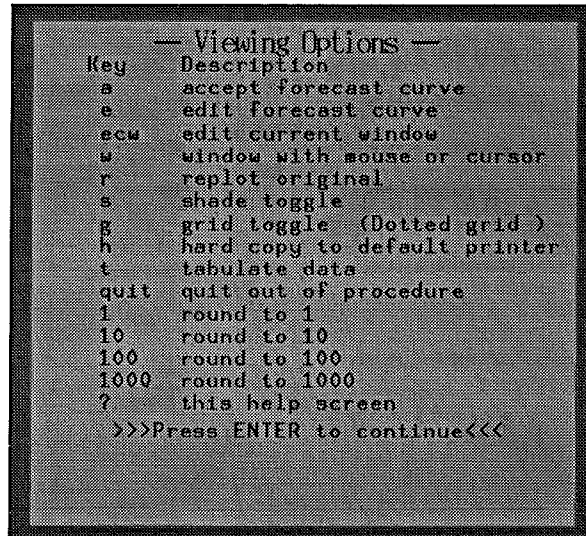 — Viewing Options —
Key Description
a accept forecast curve
e edit forecast curve
ecw edit current window
w window with mouse or cursor
r replot original
s shade toggle
g grid toggle (Dotted grid )
h hard copy to default printer
t tabulate data
quit quit out of procedure
1 round to 1
10 round to 10
100 round to 100
1000 round to 1000
? this help screen
>>>Press ENTER to continue<<<